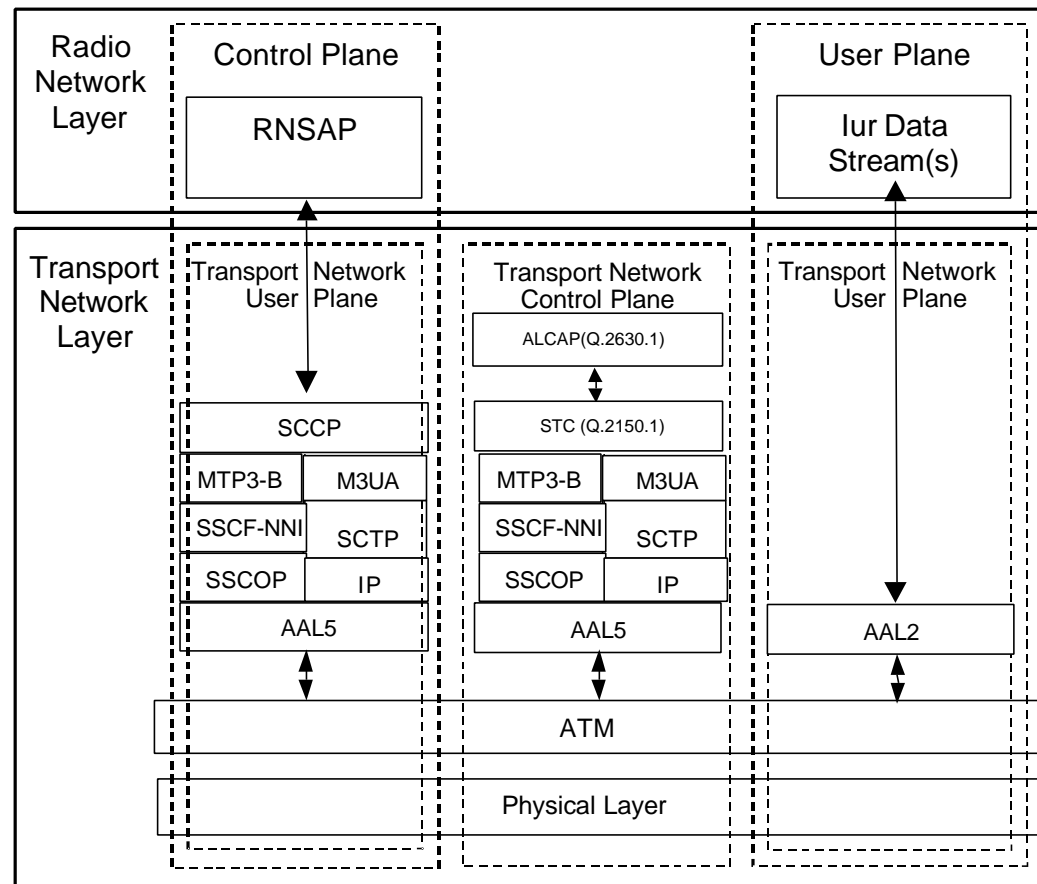 Radio
Network
Layer
Control Plane
RNSAP
User Plane
Iur Data
Stream(s)
Transport
Network
Layer
Transport Network
User Plane
SCCP
MTP3-B M3UA
SSCF-NNI SCTP
SSCOP IP
AAL5
Transport Network
Control Plane
ALCAP(Q.2630.1)
STC (Q.2150.1)
MTP3-B M3UA
SSCF-NNI SCTP
SSCOP IP
AAL5
Transport Network
User Plane
AAL2
ATM
Physical Layer